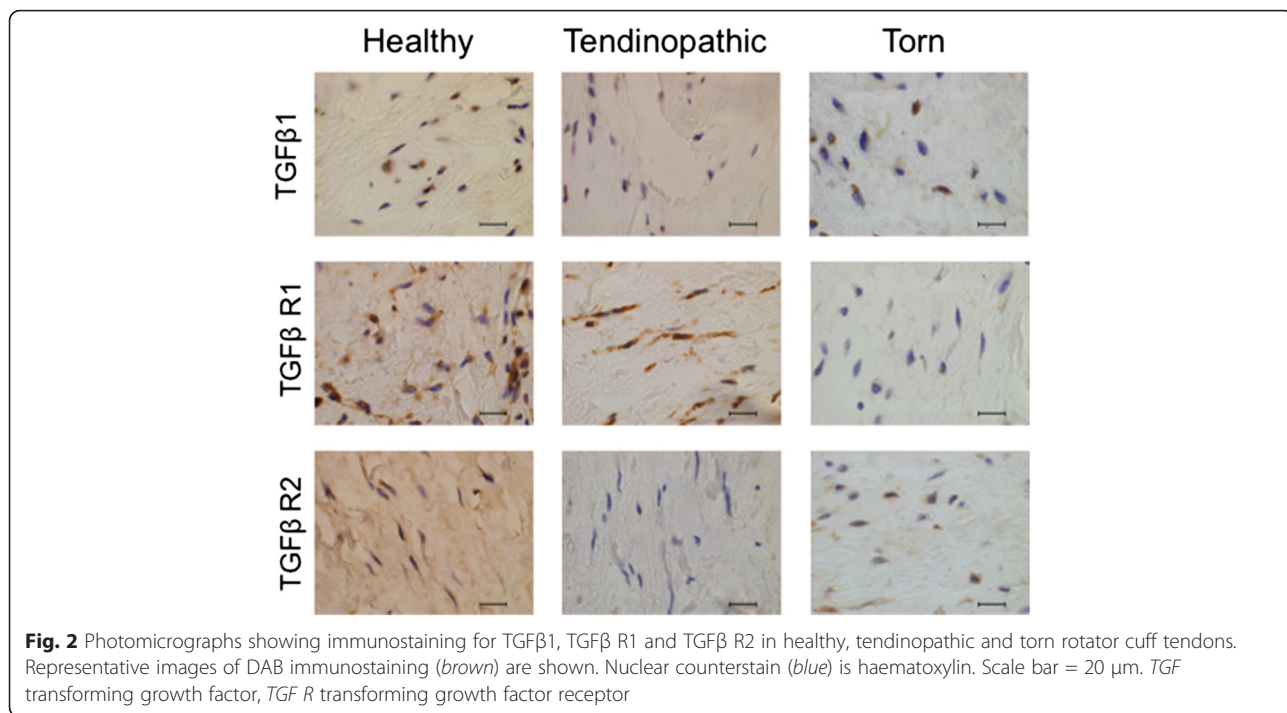 Healthy Tendinopathic Torn
TGFβ1
TGFβ R1
TGFβ R2
Fig. 2 Photomicrographs showing immunostaining for TGFβ1, TGFβ R1 and TGFβ R2 in healthy, tendinopathic and torn rotator cuff tendons.
Representative images of DAB immunostaining (brown) are shown. Nuclear counterstain (blue) is haematoxylin. Scale bar = 20 μm. TGF
transforming growth factor, TGF R transforming growth factor receptor